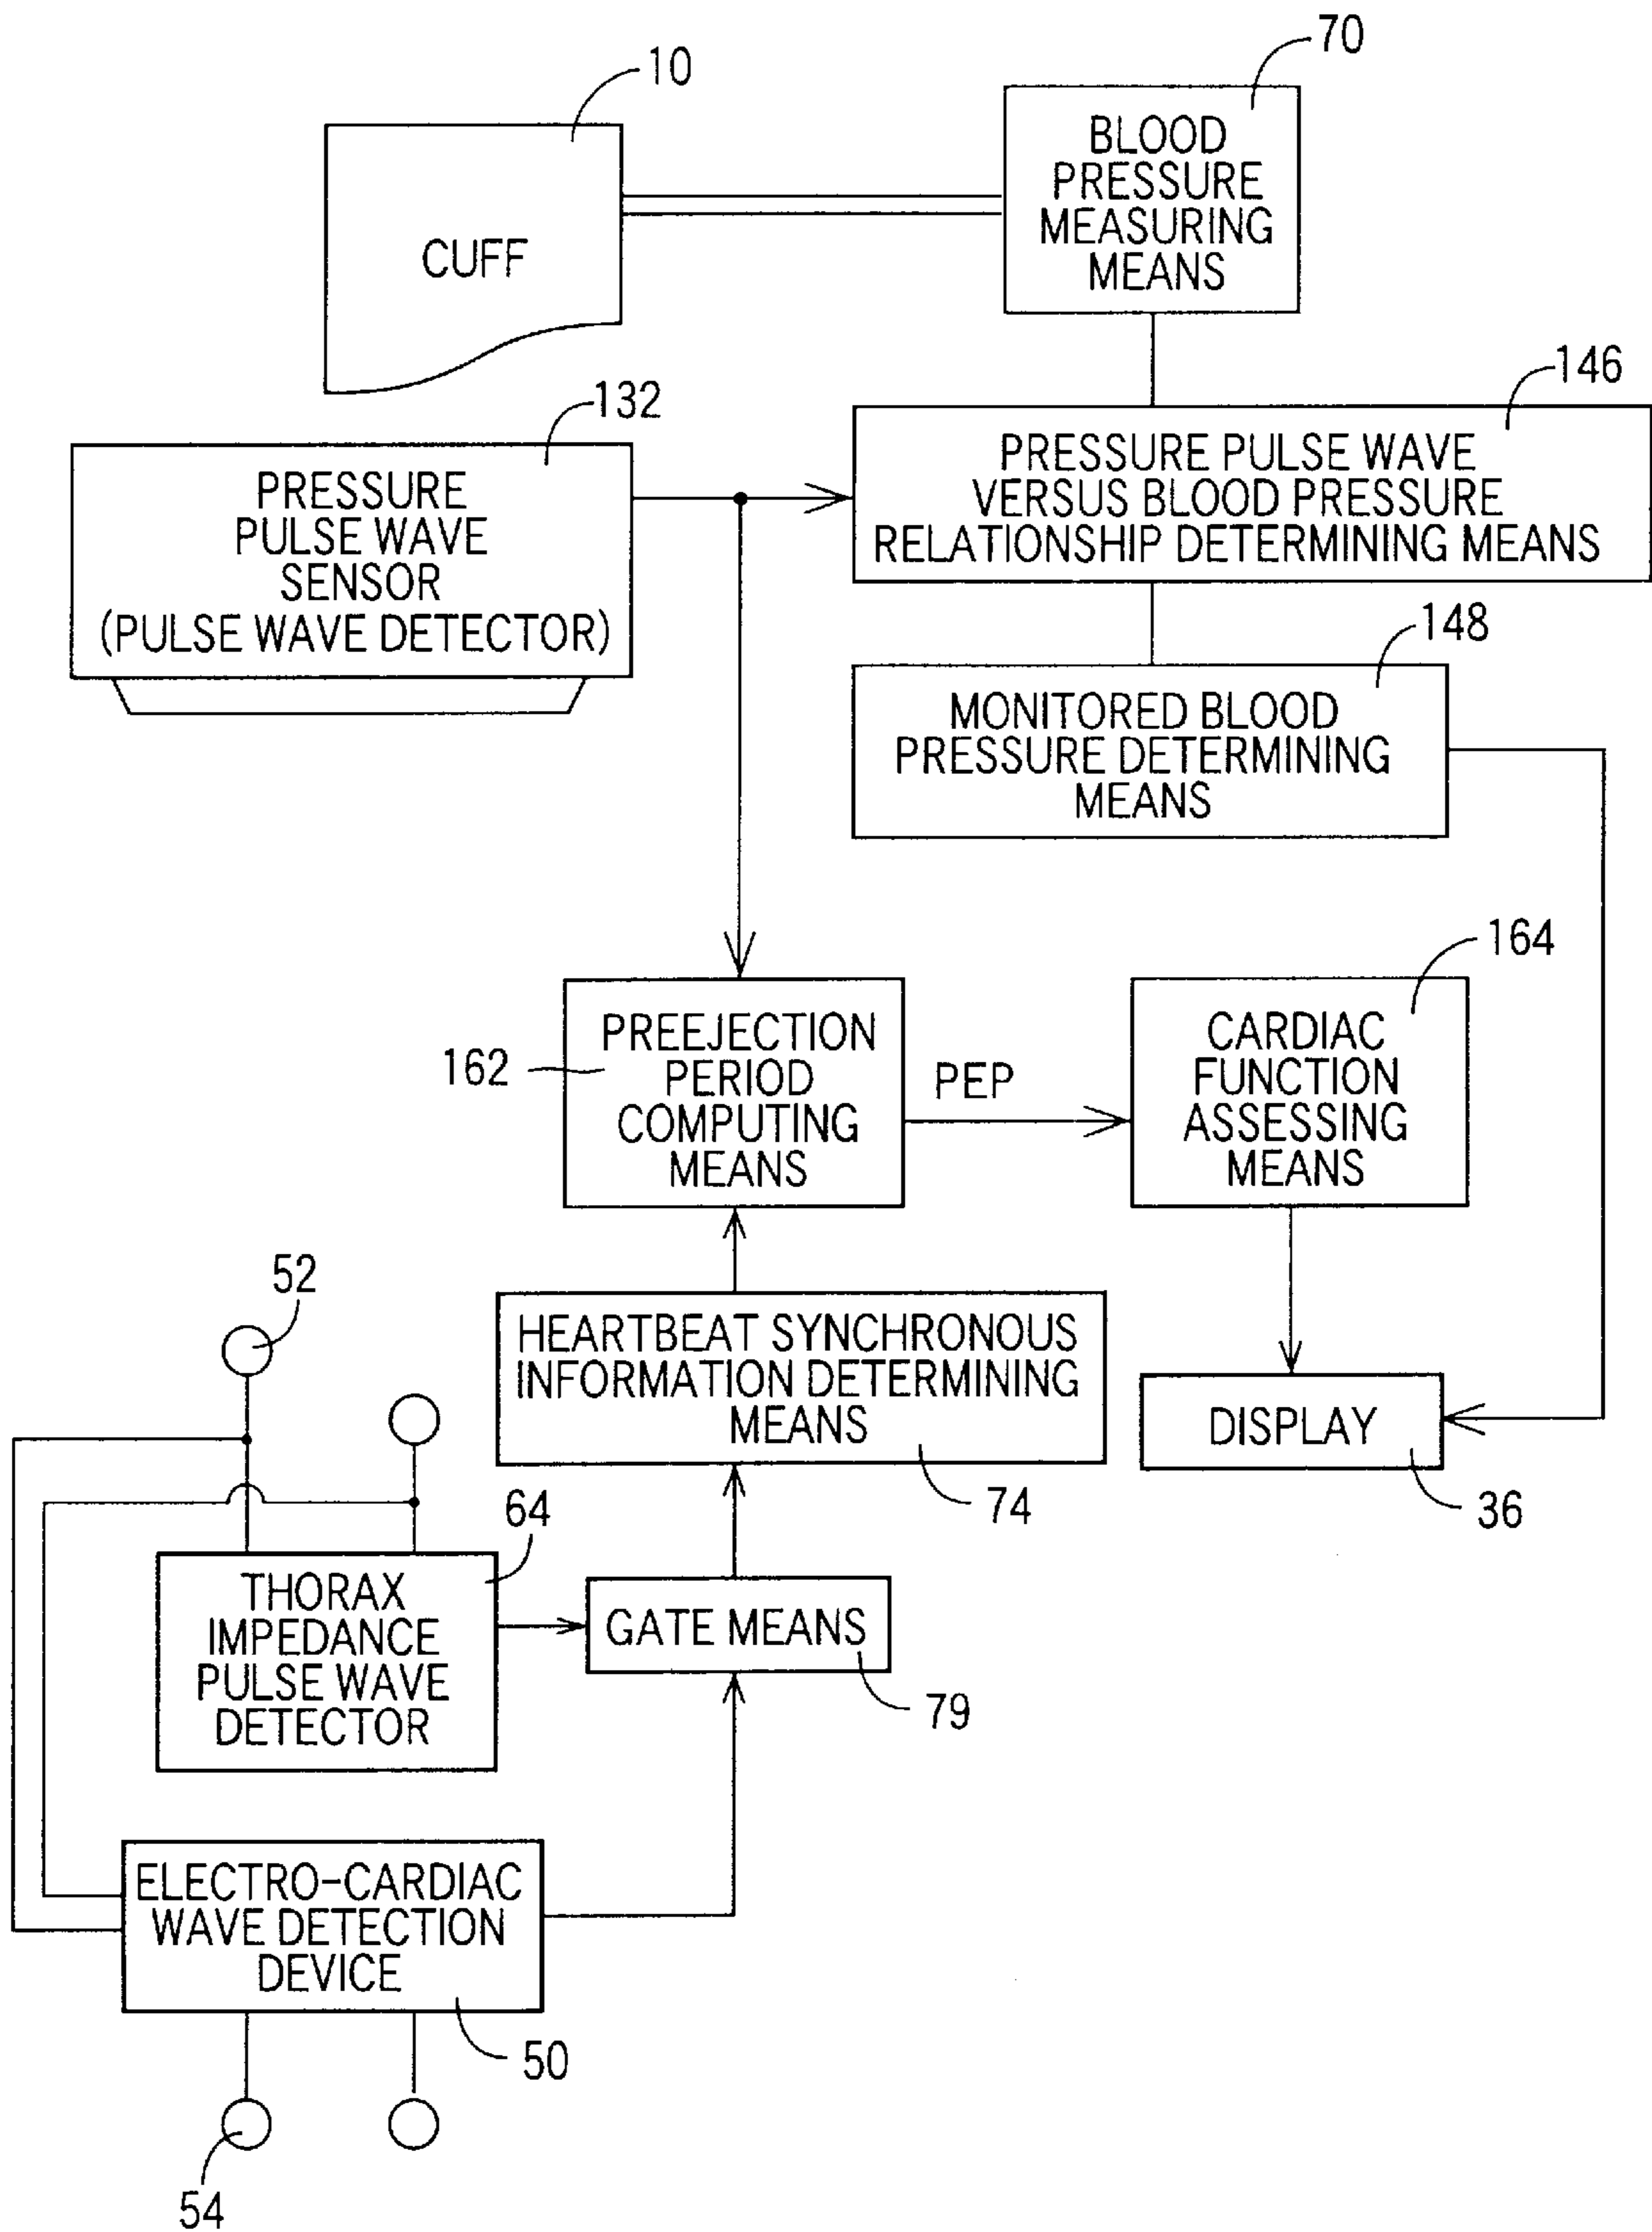 70
10
BLOOD
PRESSURE
MEASURING
MEANS
CUFF
146
132
PRESSURE PULSE WAVE
VERSUS BLOOD PRESSURE
RELATIONSHIP DETERMINING MEANS
PRESSURE
PULSE WAVE
SENSOR
(PULSE WAVE DETECTOR)
148
MONITORED BLOOD
PRESSURE DETERMINING
MEANS
164
162
PREEJECTION
PERIOD
COMPUTING
MEANS
PEP
CARDIAC
FUNCTION
ASSESSING
MEANS
52
HEARTBEAT SYNCHRONOUS
INFORMATION DETERMINING
MEANS
DISPLAY
74
36
64
THORAX
IMPEDANCE
PULSE WAVE
DETECTOR
GATE MEANS
79
ELECTRO-CARDIAC
WAVE DETECTION
DEVICE
50
54